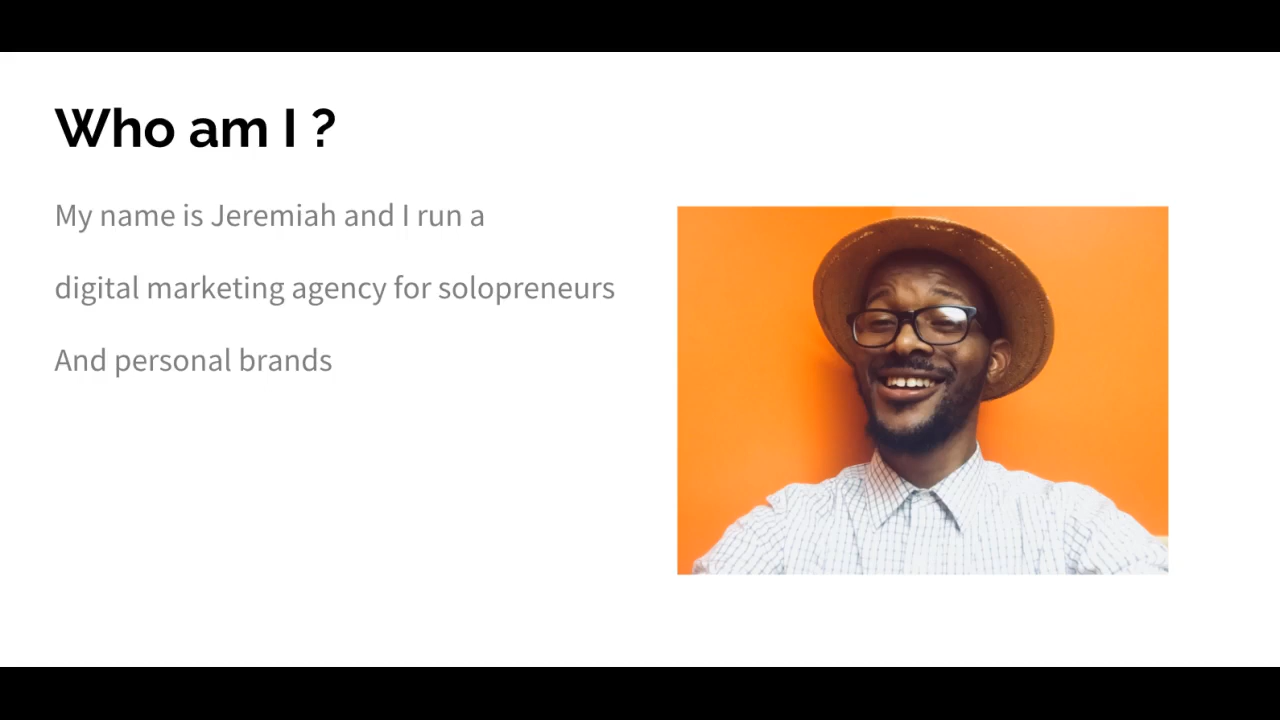 Who am I ?
My name is Jeremiah and I run a
digital marketing agency for solopreneurs
And personal brands